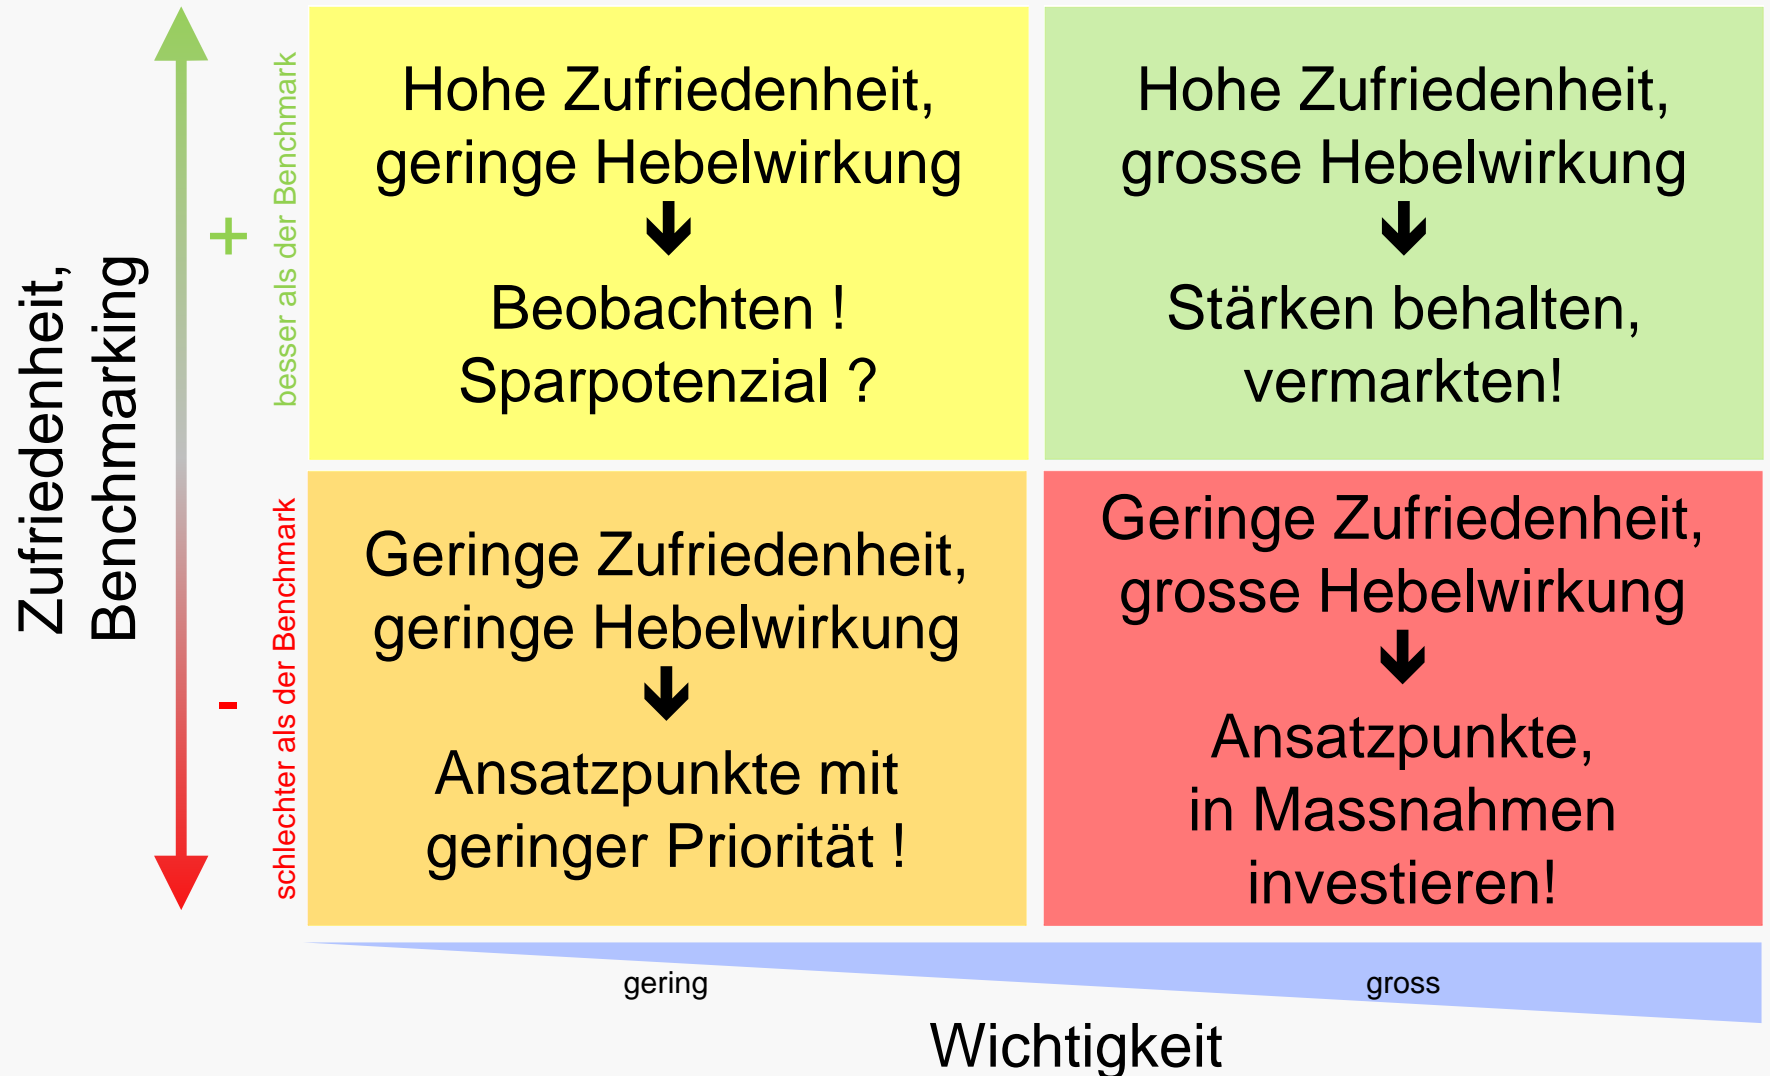 Zufriedenheit,
Benchmarking
+
besser als der Benchmark
-
schlechter als der Benchmark
Hohe Zufriedenheit,
geringe Hebelwirkung
Beobachten !
Sparpotenzial ?
Hohe Zufriedenheit,
grosse Hebelwirkung
Stärken behalten,
vermarkten!
Geringe Zufriedenheit,
geringe Hebelwirkung
Ansatzpunkte mit
geringer Priorität !
Geringe Zufriedenheit,
grosse Hebelwirkung
Ansatzpunkte,
in Massnahmen
investieren!
gering
gross
Wichtigkeit